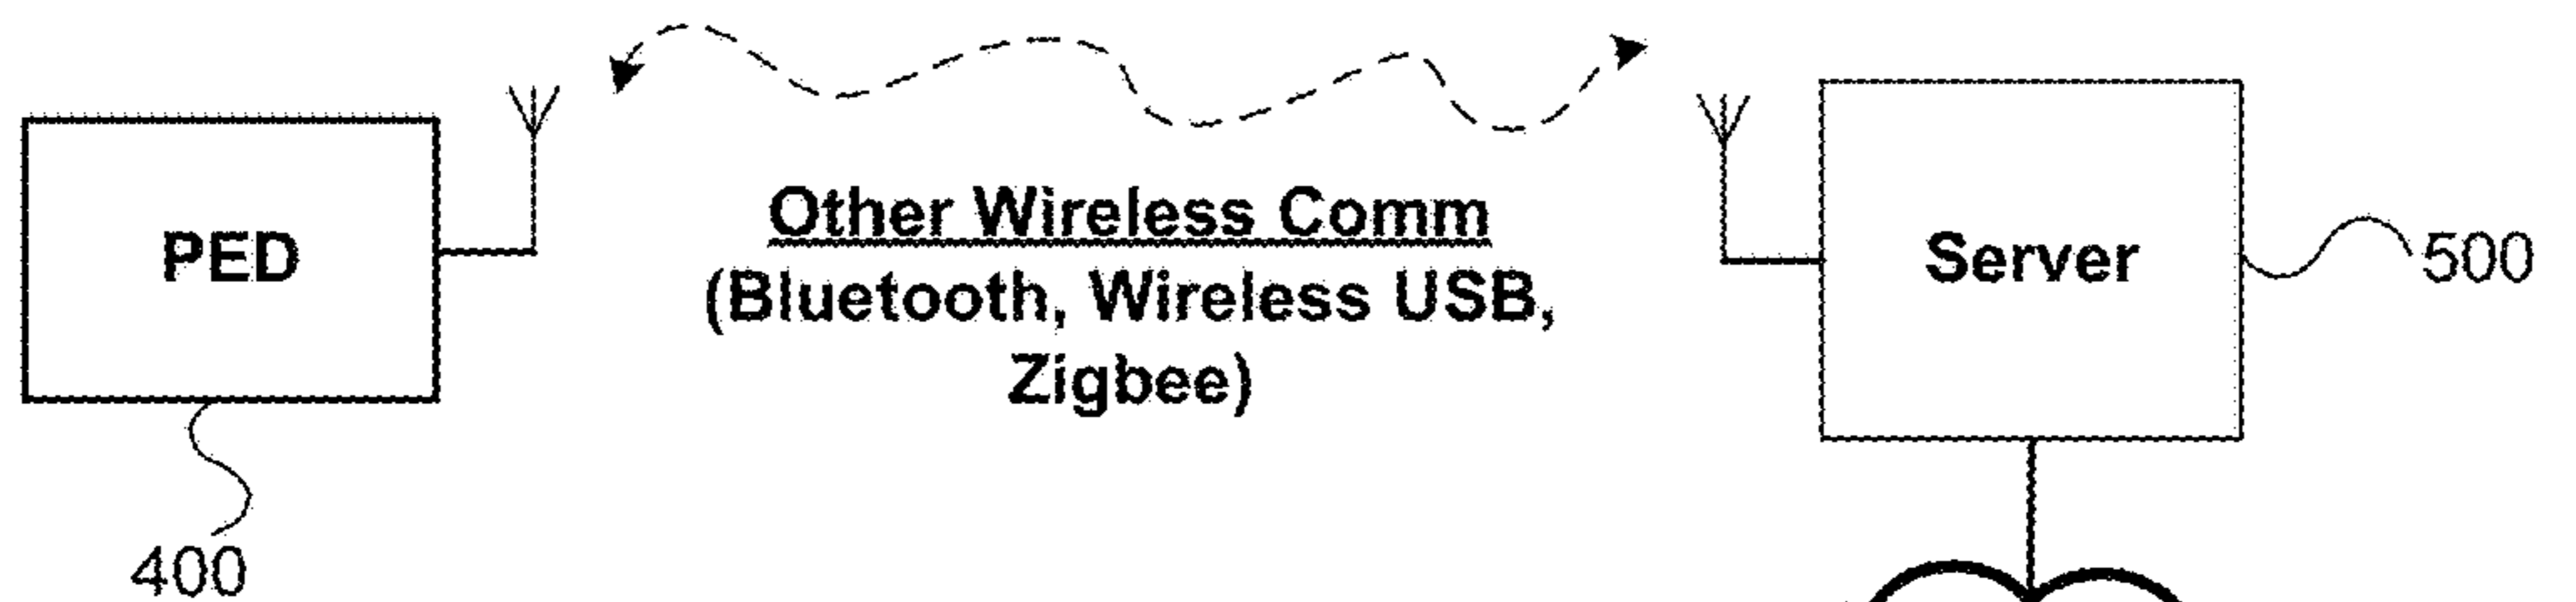 Other Wireless Comm
PED
Server
500
(Bluetooth, Wireless USB,
Zigbee)
400